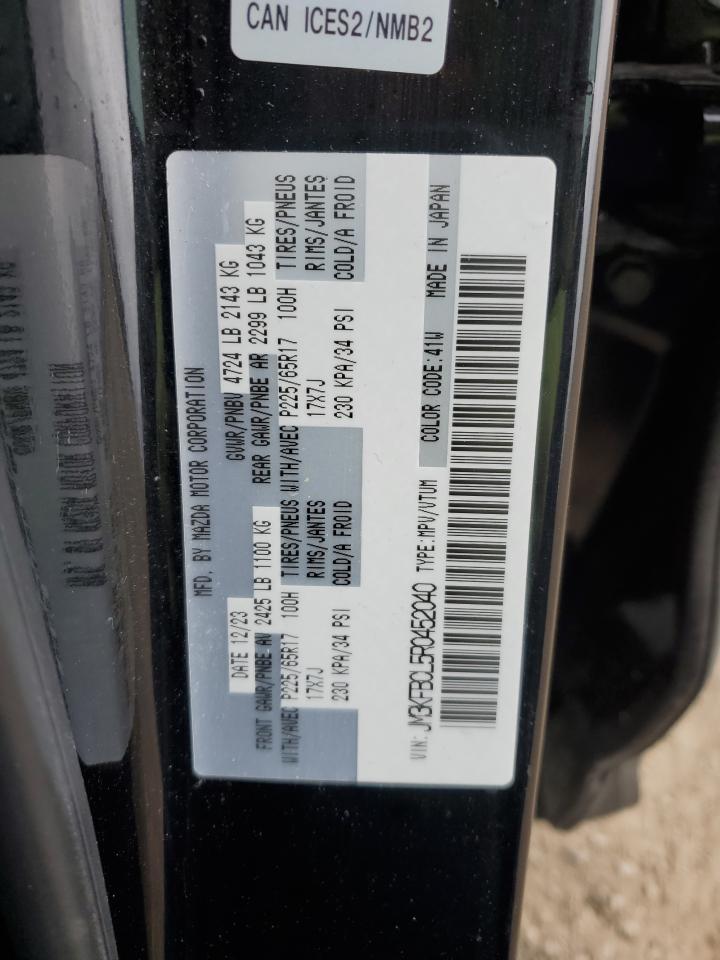 CAN ICES2/NMB2
MFD. BY MAZDA MOTOR CORPORATION
DATE 12/23 GVWR/PNBV 4724 LB 2143 KG
FRONT GAWR/PNBE AV 2425 LB 1100 KG REAR GAWR/PNBE AR 2299 LB 1043 KG
WITH/AVEC P225/65R17 100H TIRES/PNEUS WITH/AVEC P225/65R17 100H TIRES/PNEUS
17X7J RIMS/JANTES 17X7J RIMS/JANTES
230 KPA/34 PSI COLD/A FROID 230 KPA/34 PSI COLD/A FROID
VIN: JM3KFBCL5R0452040 TYPE:MPV/VTUM COLOR CODE:41W MADE IN JAPAN